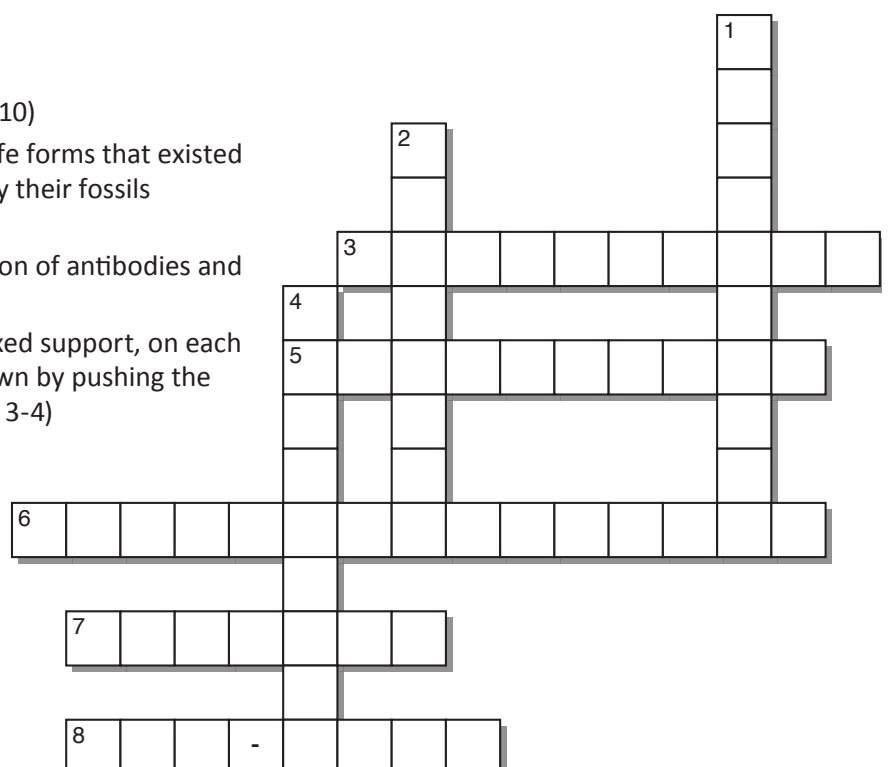 1
10)
2
fe forms that existed
y their fossils
3
on of antibodies and
4
xed support, on each
5
wn by pushing the
3-4)
6
7
8 -